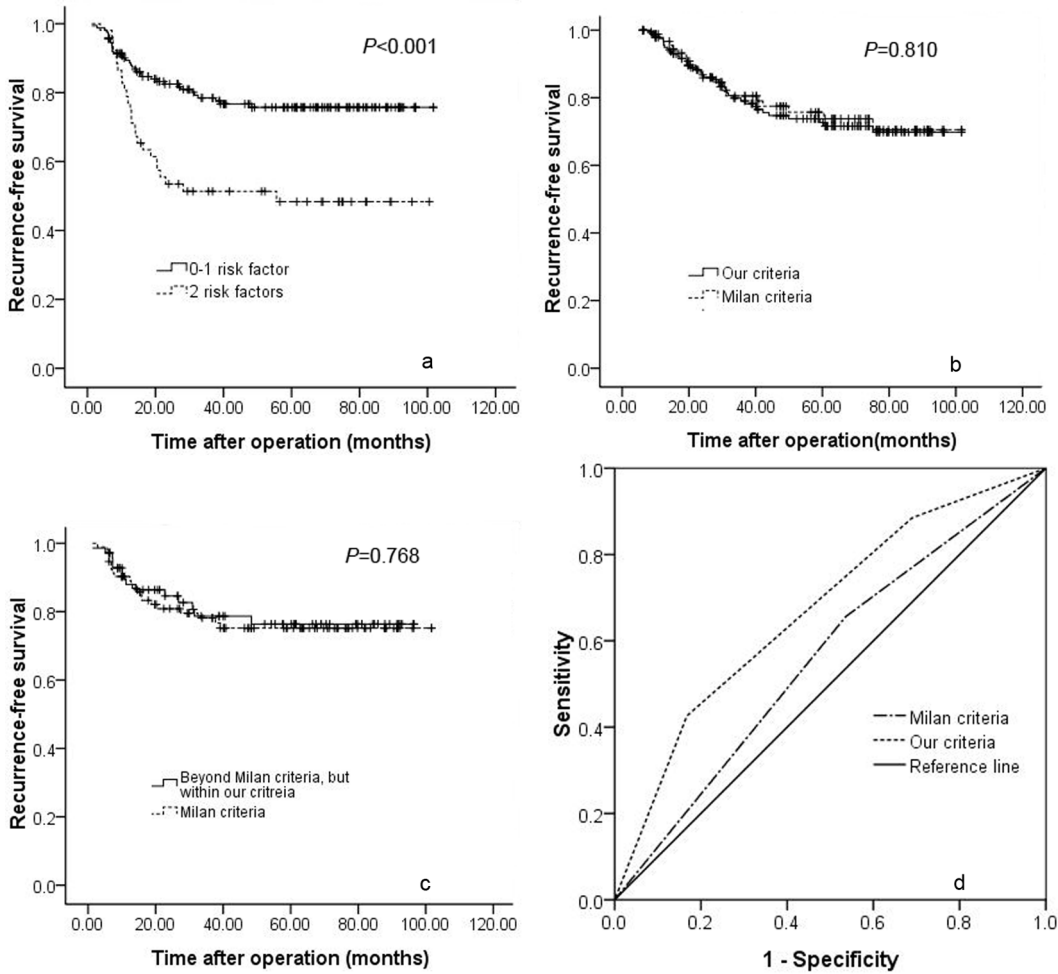 1.0
0.8
0.6
0.4
0.2
0.0
Recurrence-free survival
P<0.001
0-1 risk factor
2 risk factors
a
0.00 20.00 40.00 60.00 80.00 100.00 120.00
Time after operation (months)
1.0
0.8
0.6
0.4
0.2
0.0
Recurrence-free survival
P=0.810
Our criteria
Milan criteria
b
0.00 20.00 40.00 60.00 80.00 100.00 120.00
Time after operation(months)
1.0
0.8
0.6
0.4
0.2
0.0
Recurrence-free survival
P=0.768
Beyond Milan criteria, but
within our critreia
Milan criteria
c
0.00 20.00 40.00 60.00 80.00 100.00 120.00
Time after operation (months)
1.0
0.8
0.6
0.4
0.2
0.0
Sensitivity
Milan criteria
Our criteria
Reference line
d
0.0 0.2 0.4 0.6 0.8 1.0
1 - Specificity